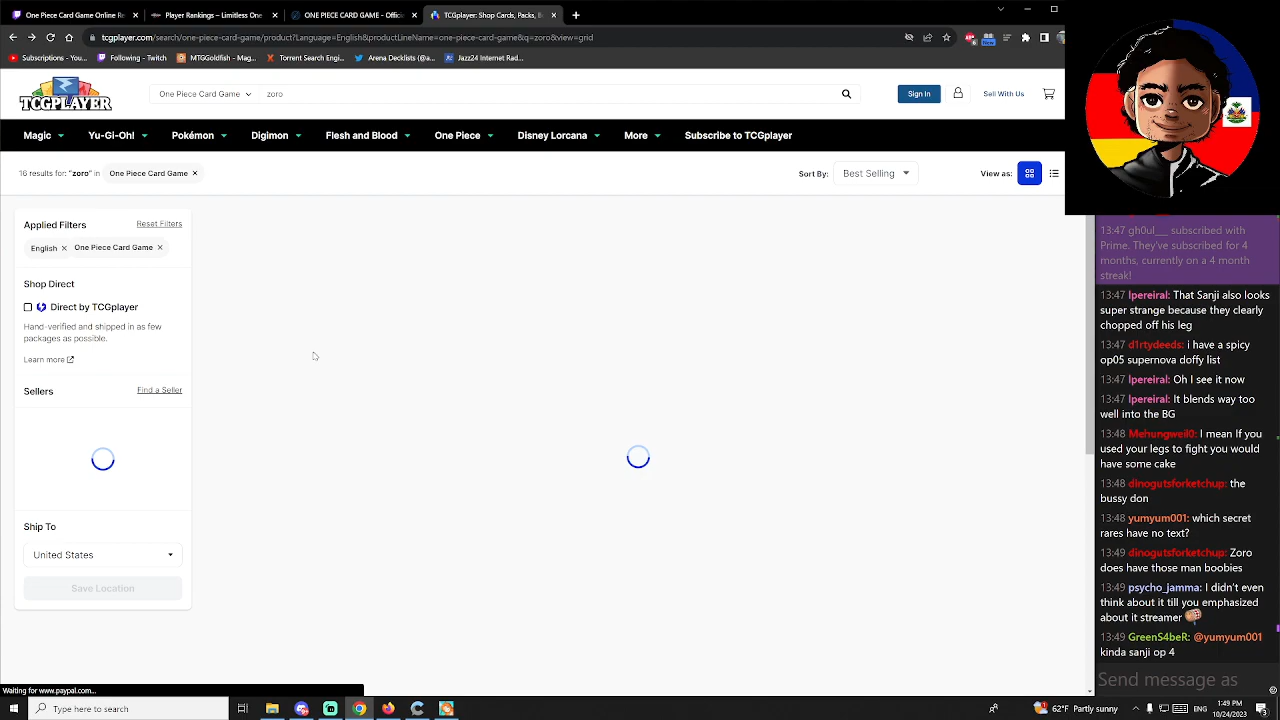 One Piece Card Game Online Re
Player Rankings – Limitless One
ONE PIECE CARD GAME - Offici
TCGplayer: Shop Cards, Packs, B
tcgplayer.com/search/one-piece-card-game/product?Language=English&productLineName=one-piece-card-game&q=zoro&view=grid
Subscriptions - You...
Following - Twitch
MTGGoldfish - Mag...
Torrent Search Engi...
Arena Decklists (@a...
Jazz24 Internet Rad...
TCGPLAYER
One Piece Card Game
zoro
Sign In
Sell With Us
Magic
Yu-Gi-Oh!
Pokémon
Digimon
Flesh and Blood
One Piece
Disney Lorcana
More
Subscribe to TCGplayer
16 results for: "zoro" in
One Piece Card Game
Sort By:
Best Selling
View as:
Applied Filters
Reset Filters
English
One Piece Card Game
Shop Direct
Direct by TCGplayer
Hand-verified and shipped in as few
packages as possible.
Learn more
Sellers
Find a Seller
Ship To
United States
Save Location
Waiting for www.paypal.com...
13:47 gh0ul___ subscribed with
Prime. They've subscribed for 4
months, currently on a 4 month
streak!
13:47 lpereiral: That Sanji also looks
super strange because they clearly
chopped off his leg
13:47 d1rtydeeds: i have a spicy
op05 supernova doffy list
13:47 lpereiral: Oh I see it now
13:47 lpereiral: It blends way too
well into the BG
13:48 Mehungweil0: I mean If you
used your legs to fight you would
have some cake
13:48 dinogutsforketchup: the
bussy don
13:48 yumyum001: which secret
rares have no text?
13:49 dinogutsforketchup: Zoro
does have those man boobies
13:49 psycho_jamma: I didn't even
think about it till you emphasized
about it streamer
13:49 GreenS4beR: @yumyum001
kinda sanji op 4
Send message as
Type here to search
62°F Partly sunny
1:49 PM
10/24/2023